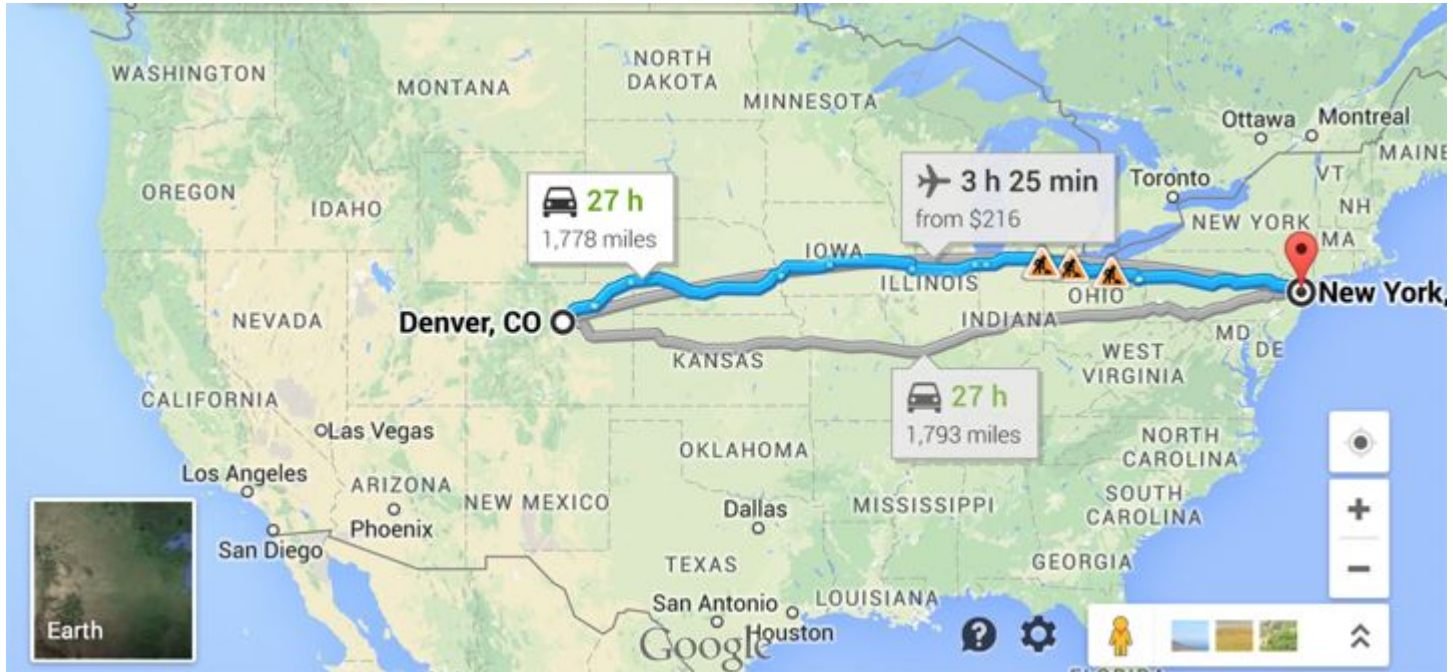 WASHINGTON
MONTANA
NORTH
DAKOTA
MINNESOTA
Ottawa
Montreal
MAINE
OREGON
IDAHO
27 h
1,778 miles
3 h 25 min
from $216
Toronto
VT
NH
NEW YORK
MA
IOWA
ILLINOIS
OHIO
New York,
Denver, CO
NEVADA
INDIANA
KANSAS
MD
DE
WEST
VIRGINIA
27 h
1,793 miles
CALIFORNIA
Las Vegas
OKLAHOMA
NORTH
CAROLINA
Los Angeles
ARIZONA
NEW MEXICO
Phoenix
San Diego
Dallas
MISSISSIPPI
SOUTH
CAROLINA
TEXAS
GEORGIA
San Antonio
LOUISIANA
Houston
Google
Earth
+
−
?
FLORIDA